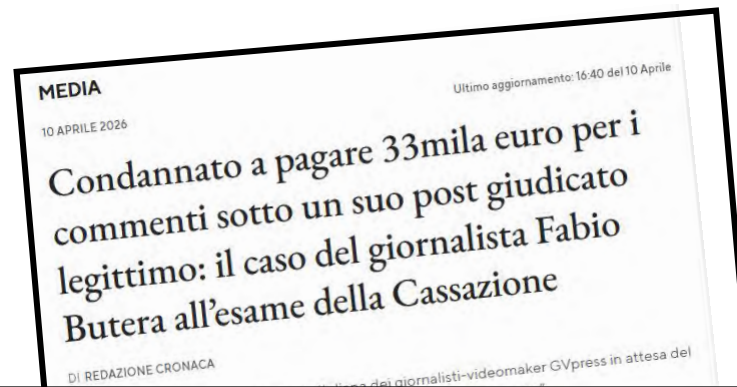 MEDIA
Ultimo aggiornamento: 16:40 del 10 Aprile
10 APRILE 2026
Condannato a pagare 33mila euro per i
commenti sotto un suo post giudicato
legittimo: il caso del giornalista Fabio
Butera all’esame della Cassazione
DI REDAZIONE CRONACA
dei giornalisti-videomaker GVpress in attesa del